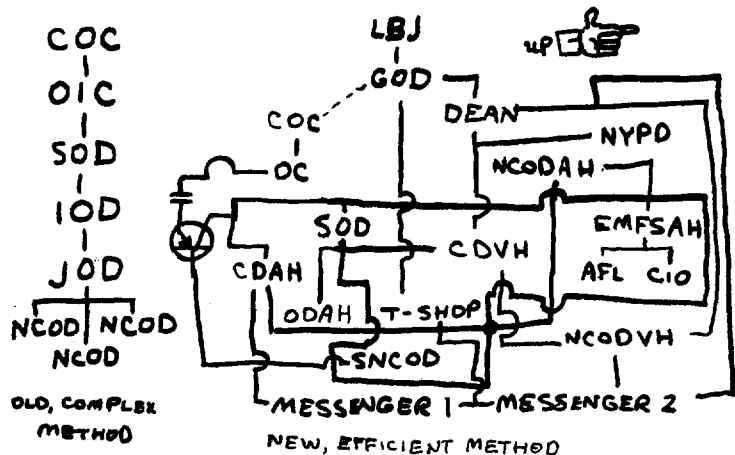 COC
OIC
SOD
IOD
JOD
NCOD NCOD
NCOD
OLD, COMPLEX
METHOD
LBJ
GOD
UP
DEAN
COC
OC
NYPD
NCODAH
SOD
CDVH
EMFSAH
CDAH
AFL CIO
ODAH T-SHOP
NCODVH
SNCOD
MESSENGER 1 MESSENGER 2
NEW, EFFICIENT METHOD